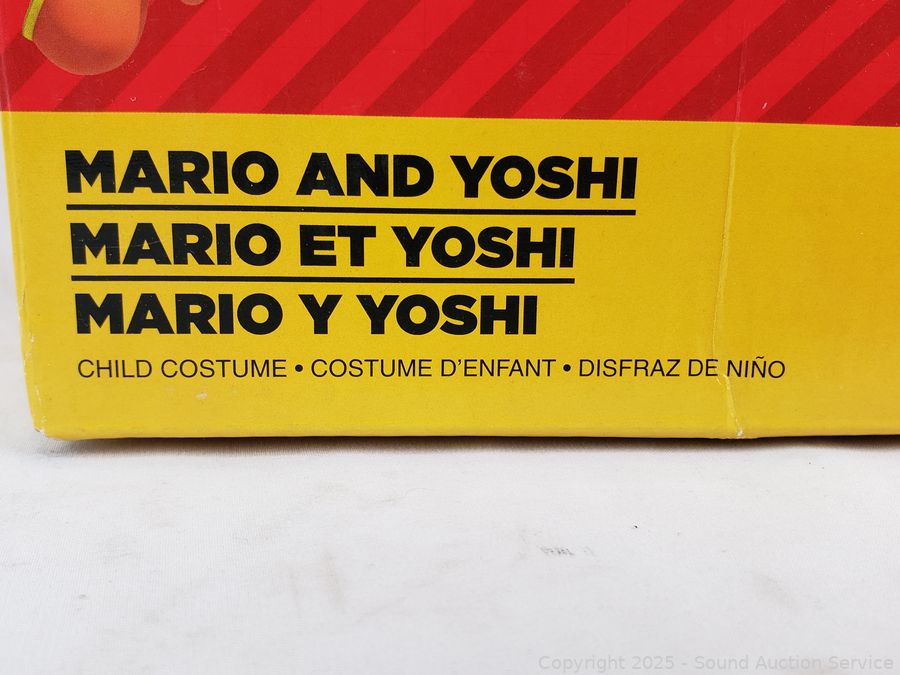 MARIO AND YOSHI
MARIO ET YOSHI
MARIO Y YOSHI
CHILD COSTUME • COSTUME D'ENFANT • DISFRAZ DE NIÑO
Copyright 2025 - Sound Auction Service